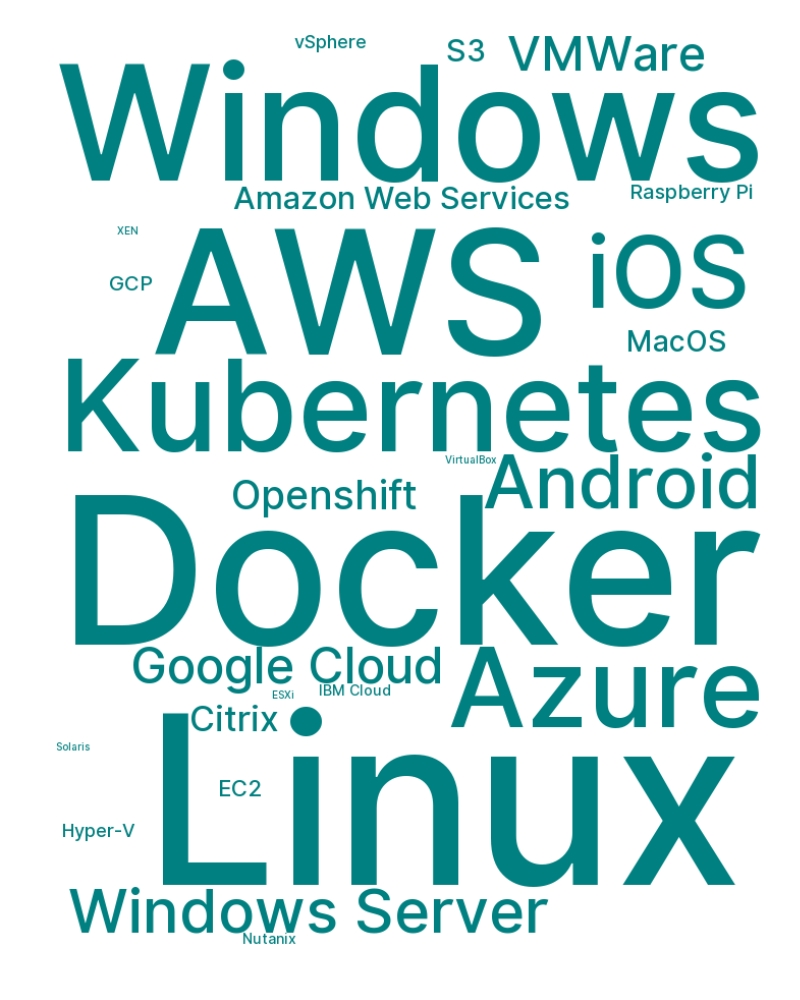 vSphere
S3
VMWare
Windows
Amazon Web Services
Raspberry Pi
XEN
AWS
iOS
GCP
MacOS
Kubernetes
VirtualBox
Android
Openshift
Docker
Google Cloud
Azure
ESXi
IBM Cloud
Citrix
Linux
Solaris
EC2
Hyper-V
Windows Server
Nutanix